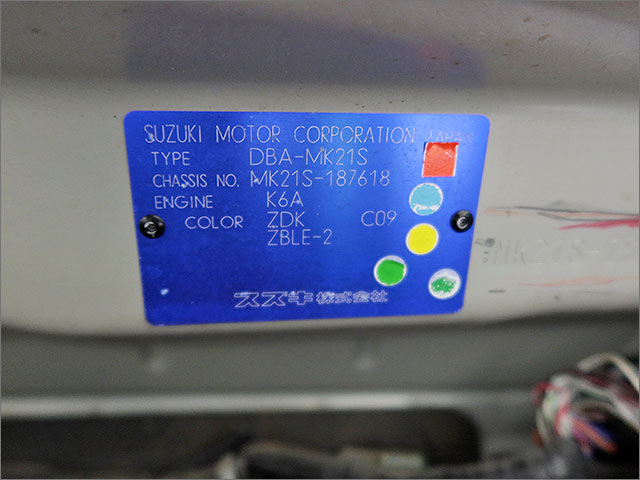 SUZUKI MOTOR CORPORATION JAPAN
TYPE DBA-MK21S
CHASSIS NO. MK21S-187618
ENGINE K6A
COLOR ZDK C09
ZBLE-2
スズキ株式会社